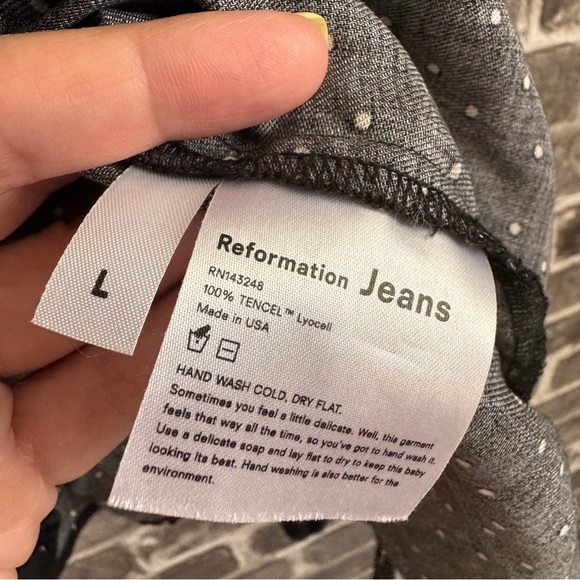 L
Reformation Jeans
RN143248
100% TENCEL™ Lyocell
Made in USA
HAND WASH COLD, DRY FLAT.
Sometimes you feel a little delicate. Well, this garment
feels that way all the time, so you've got to hand wash it.
Use a delicate soap and lay flat to dry to keep this baby
looking its best. Hand washing is also better for the
environment.